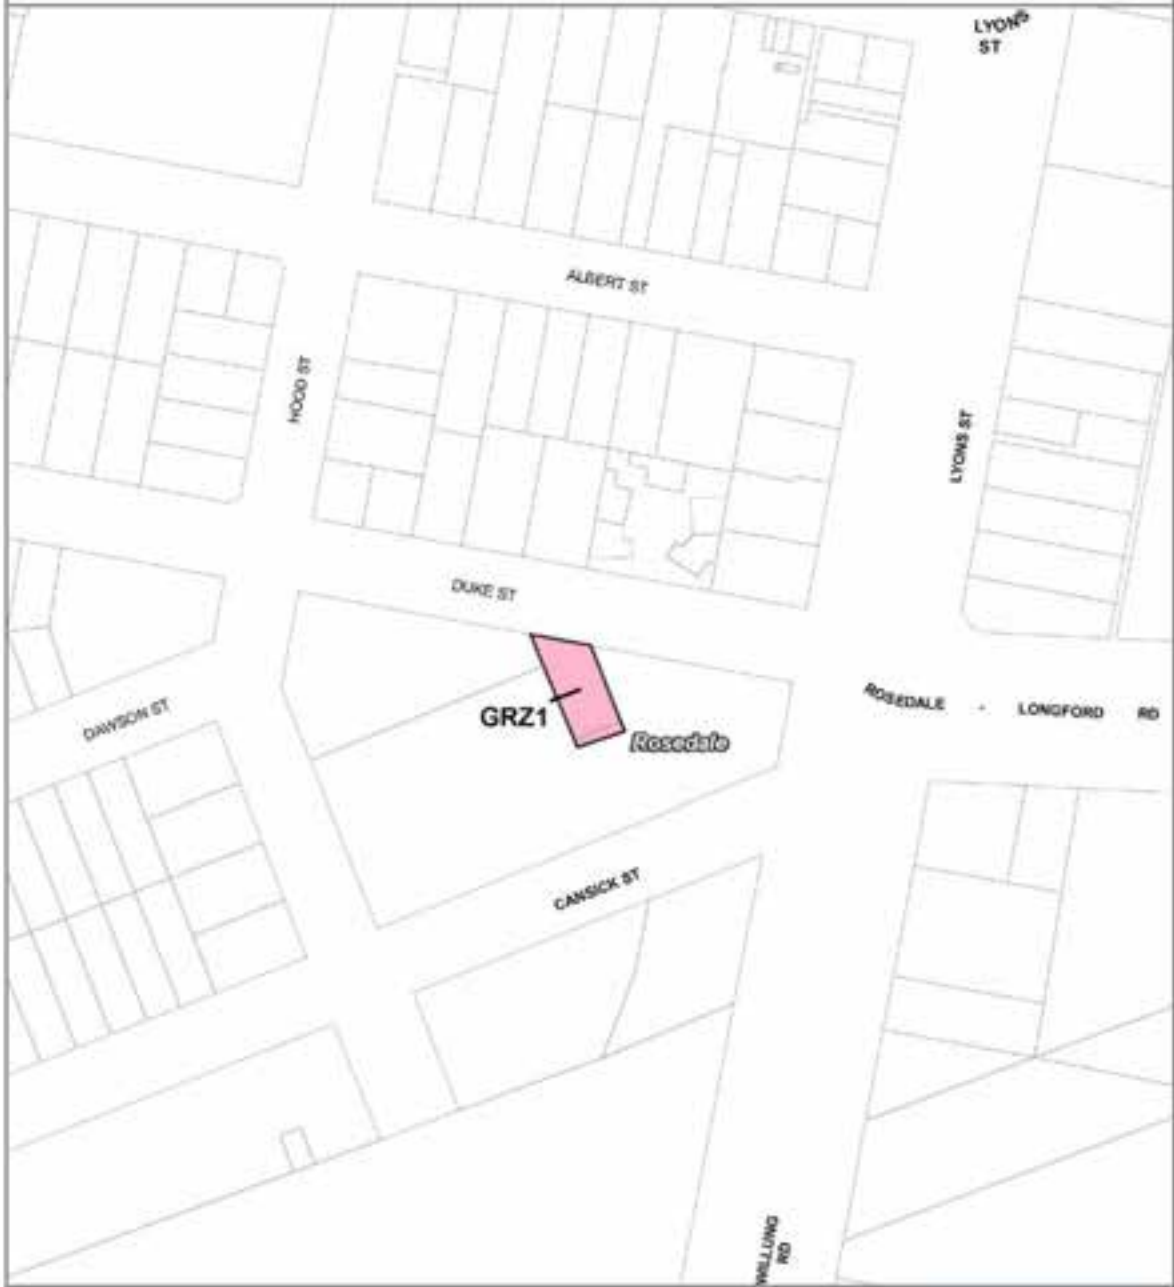 LYONS
ST
ALBERT ST
HOOD ST
LYONS ST
DUKE ST
ROSEDALE - LONGFORD RD
DAWSON ST
GRZ1
Rosedale
CANSICK ST
WILLUNG
RD